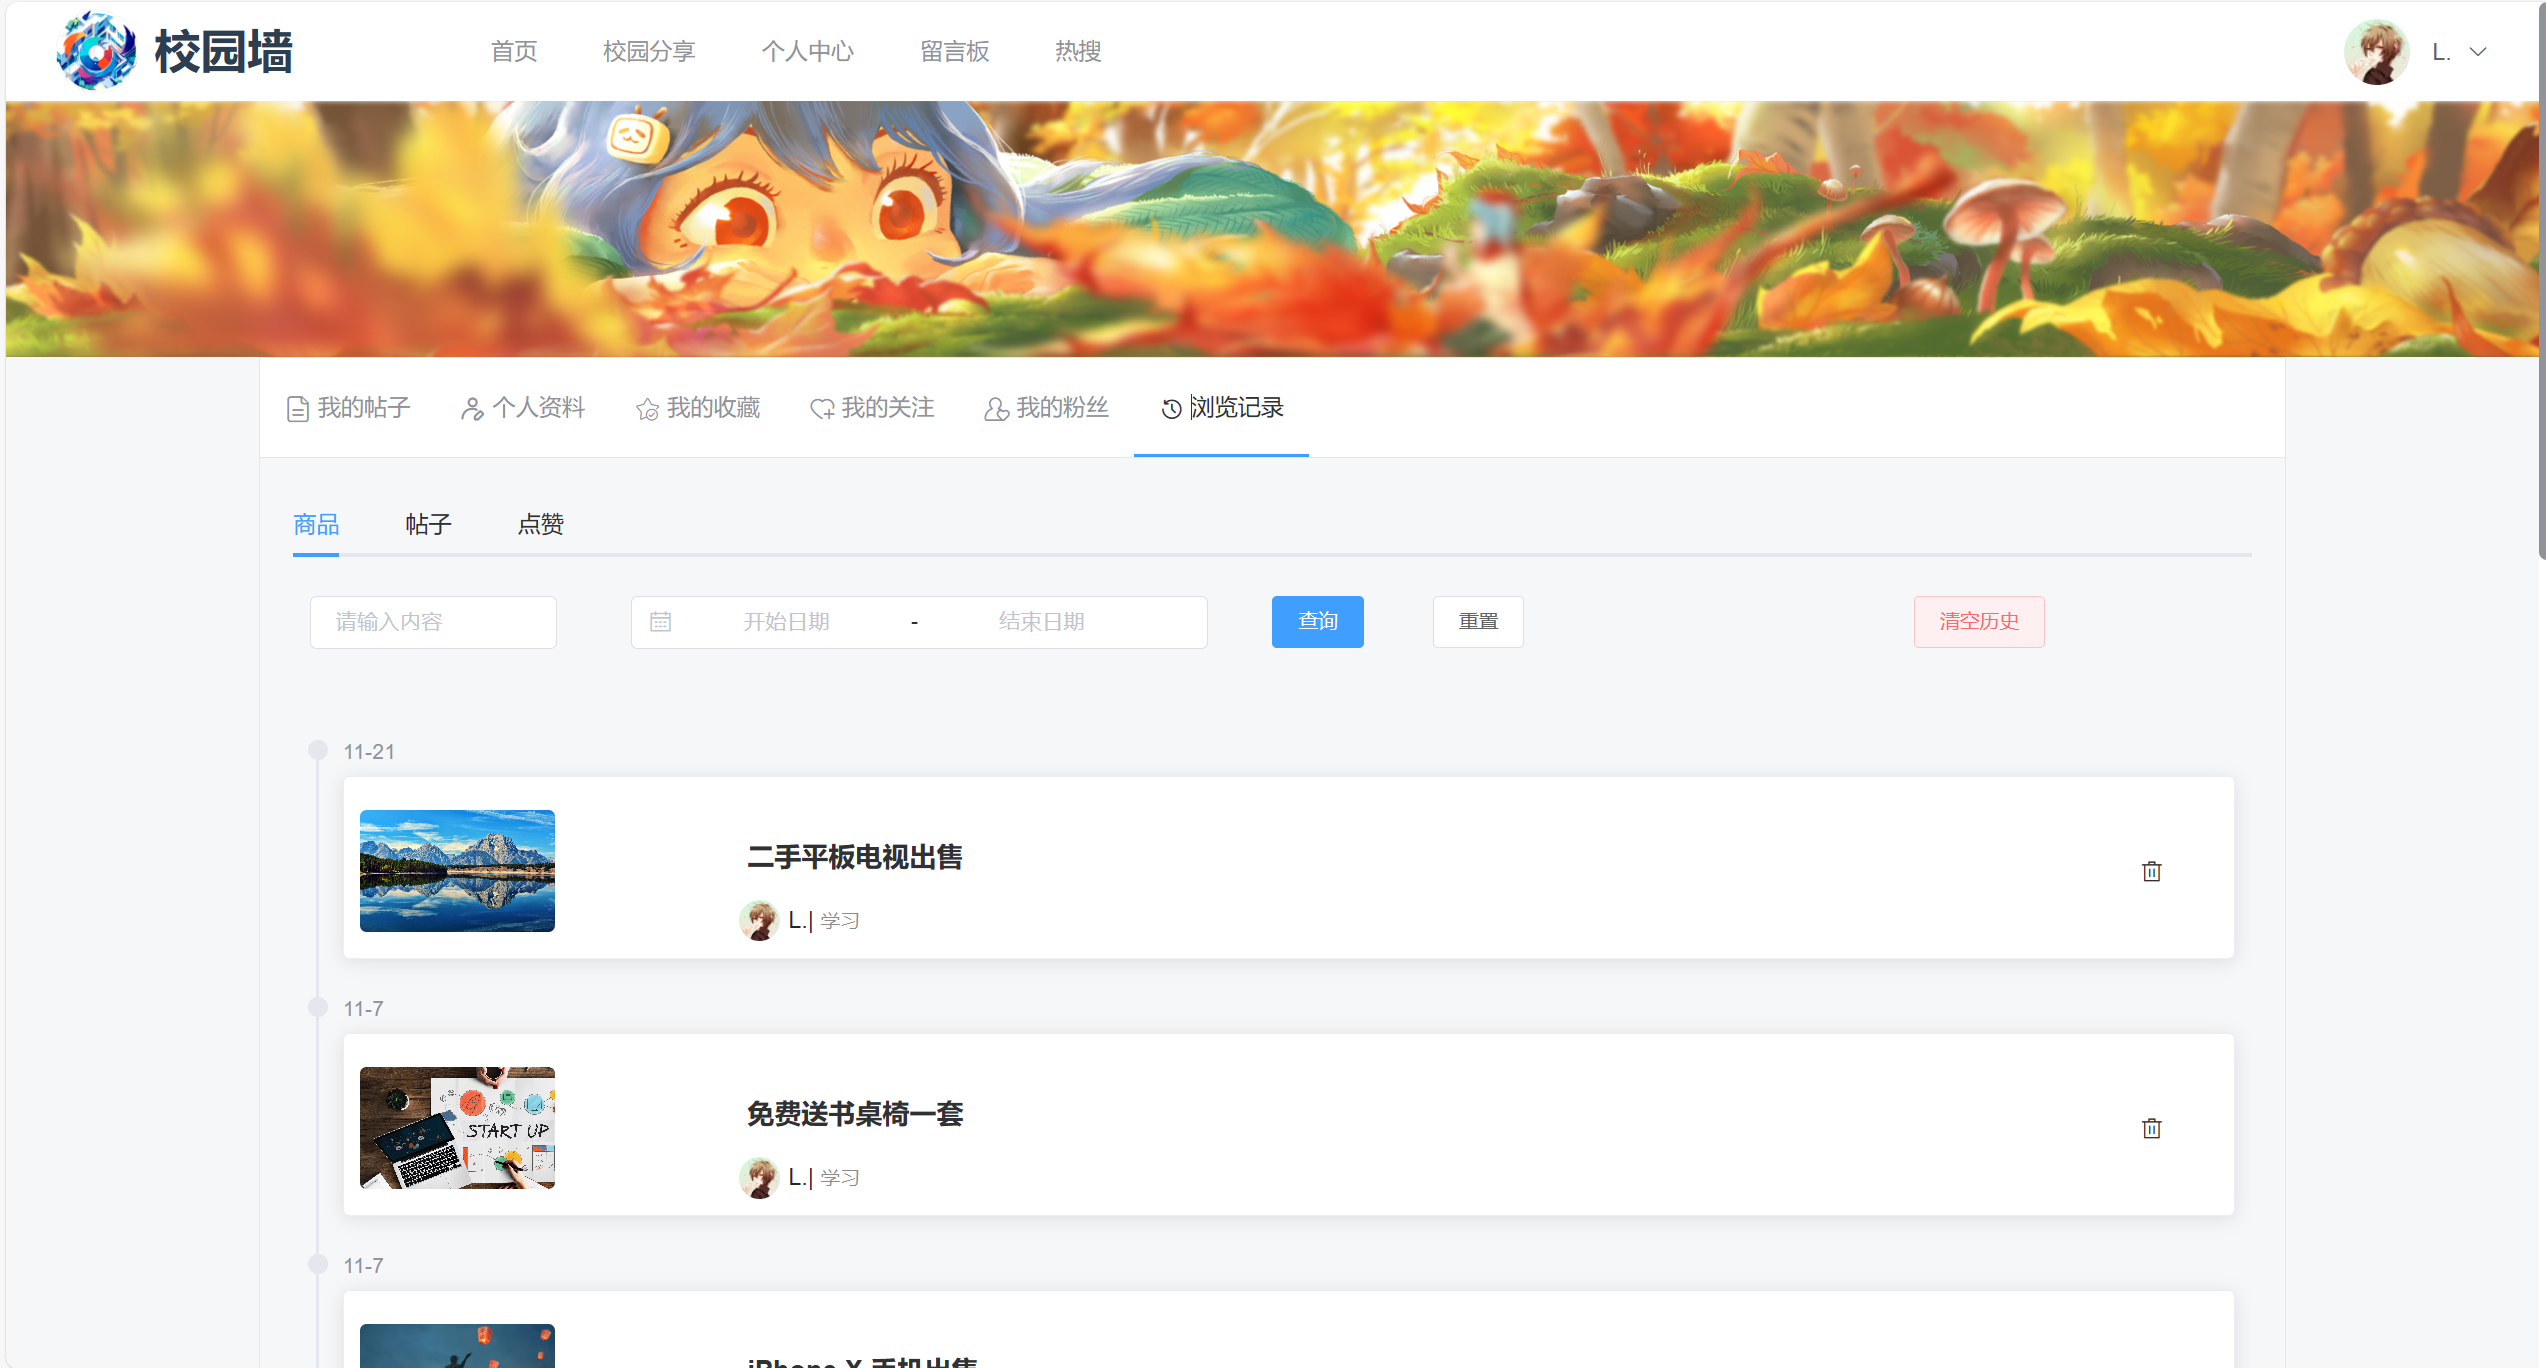 校园墙
首页 校园分享 个人中心 留言板 热搜
L.
我的帖子 个人资料 我的收藏 我的关注 我的粉丝 浏览记录
商品 帖子 点赞
请输入内容 开始日期 - 结束日期 查询 重置 清空历史
11-21
二手平板电视出售
L.| 学习
11-7
START UP
免费送书桌椅一套
L.| 学习
11-7
iPhone X 手机出售